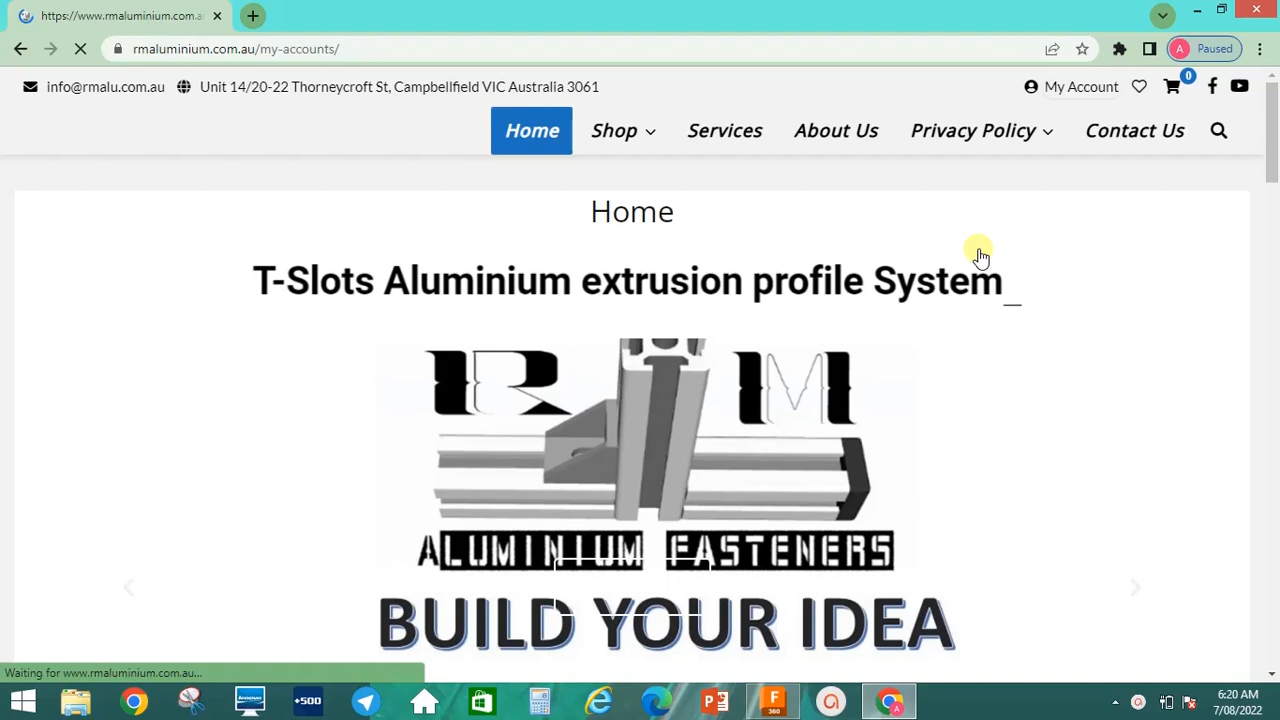 https://www.rmaluminium.com.a
rmaluminium.com.au/my-accounts/
A Paused
info@rmalu.com.au Unit 14/20-22 Thorneycroft St, Campbellfield VIC Australia 3061 My Account 0
Home Shop Services About Us Privacy Policy Contact Us
Home
T-Slots Aluminium extrusion profile System_
R M
ALUMINIUM FASTENERS
BUILD YOUR IDEA
Waiting for www.rmaluminium.com.au...
+500
F
360
6:20 AM
7/08/2022